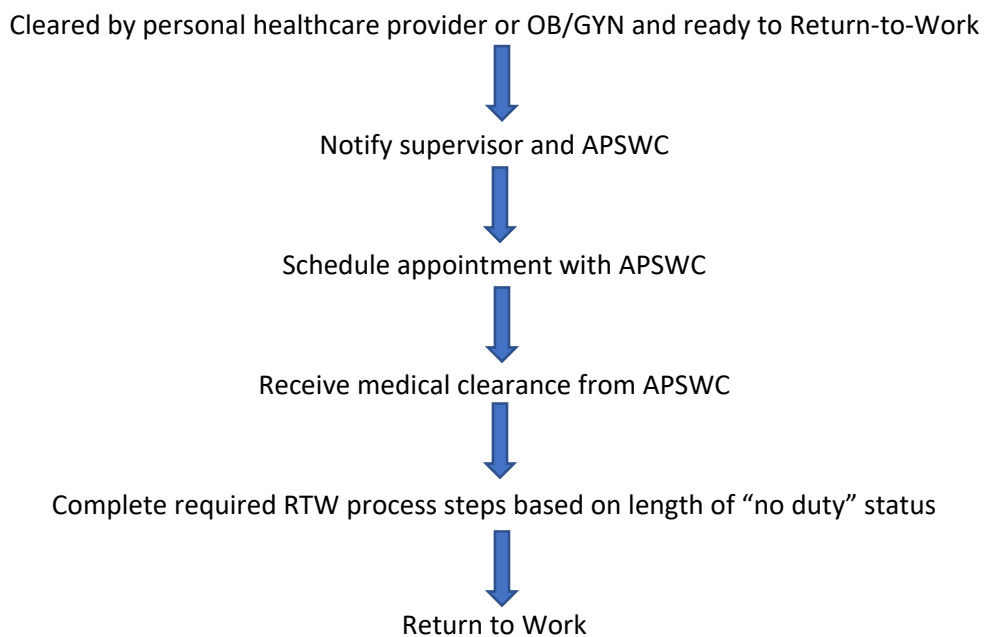 Cleared by personal healthcare provider or OB/GYN and ready to Return-to-Work
Notify supervisor and APSWC
Schedule appointment with APSWC
Receive medical clearance from APSWC
Complete required RTW process steps based on length of “no duty” status
Return to Work